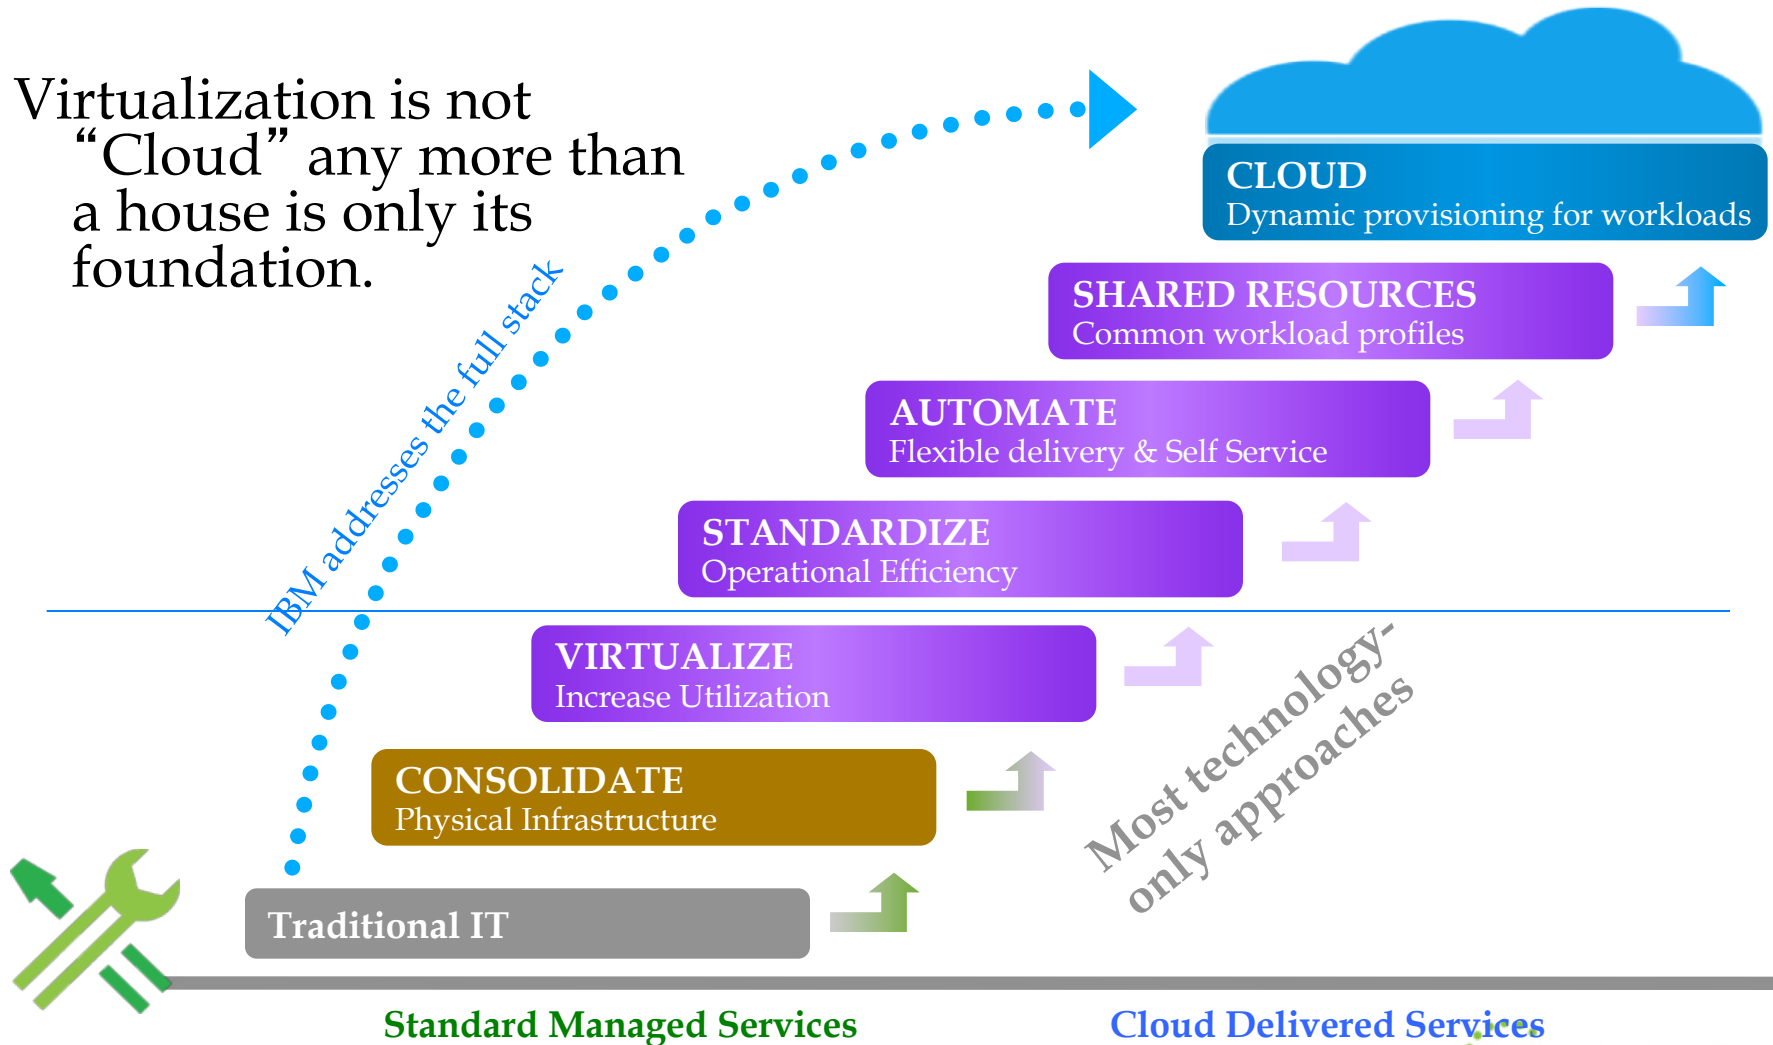 Virtualization is not
“Cloud” any more than
a house is only its
foundation.
CLOUD
Dynamic provisioning for workloads
SHARED RESOURCES
Common workload profiles
AUTOMATE
Flexible delivery & Self Service
STANDARDIZE
Operational Efficiency
IBM addresses the full stack
VIRTUALIZE
Increase Utilization
Most technology-
only approaches
CONSOLIDATE
Physical Infrastructure
Traditional IT
Standard Managed Services
Cloud Delivered Services